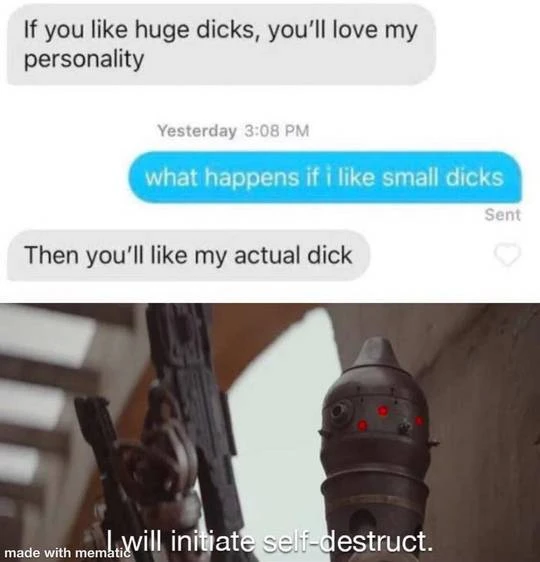 If you like huge dicks, you'll love my
personality
Yesterday 3:08 PM
what happens if i like small dicks
Sent
Then you'll like my actual dick
I will initiate self-destruct.
made with mematic